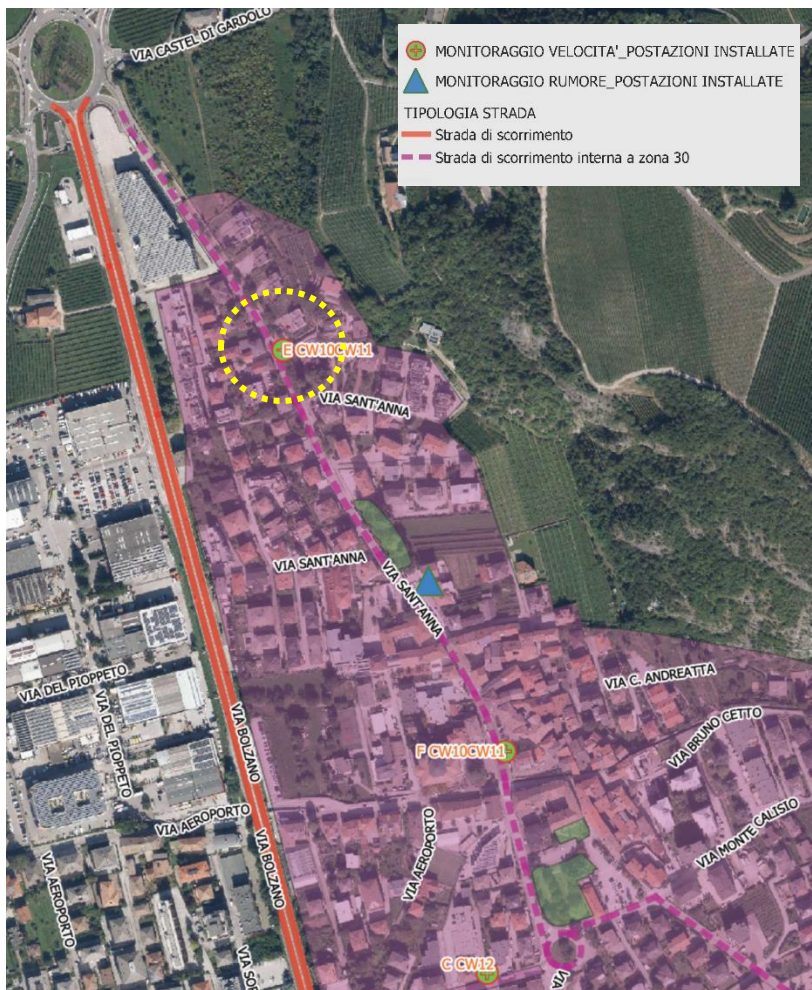 VIA CASTEL DI GARDOLO
MONITORAGGIO VELOCITA'_POSTAZIONI INSTALLATE
MONITORAGGIO RUMORE_POSTAZIONI INSTALLATE
TIPOLOGIA STRADA
Strada di scorrimento
Strada di scorrimento interna a zona 30
E CW10CW11
VIA SANT'ANNA
VIA SANT'ANNA
VIA SANT'ANNA
VIA C. ANDREATTA
VIA DEL PIOPPETO
VIA DEL PIOPPETO
VIA BOLZANO
VIA BRUNO CETTO
F CW10CW11
VIA AEROPORTO
VIA BOLZANO
VIA AEROPORTO
VIA MONTE CALISIO
VIA AEROPORTO
C CW12
VIA SOP
VIA